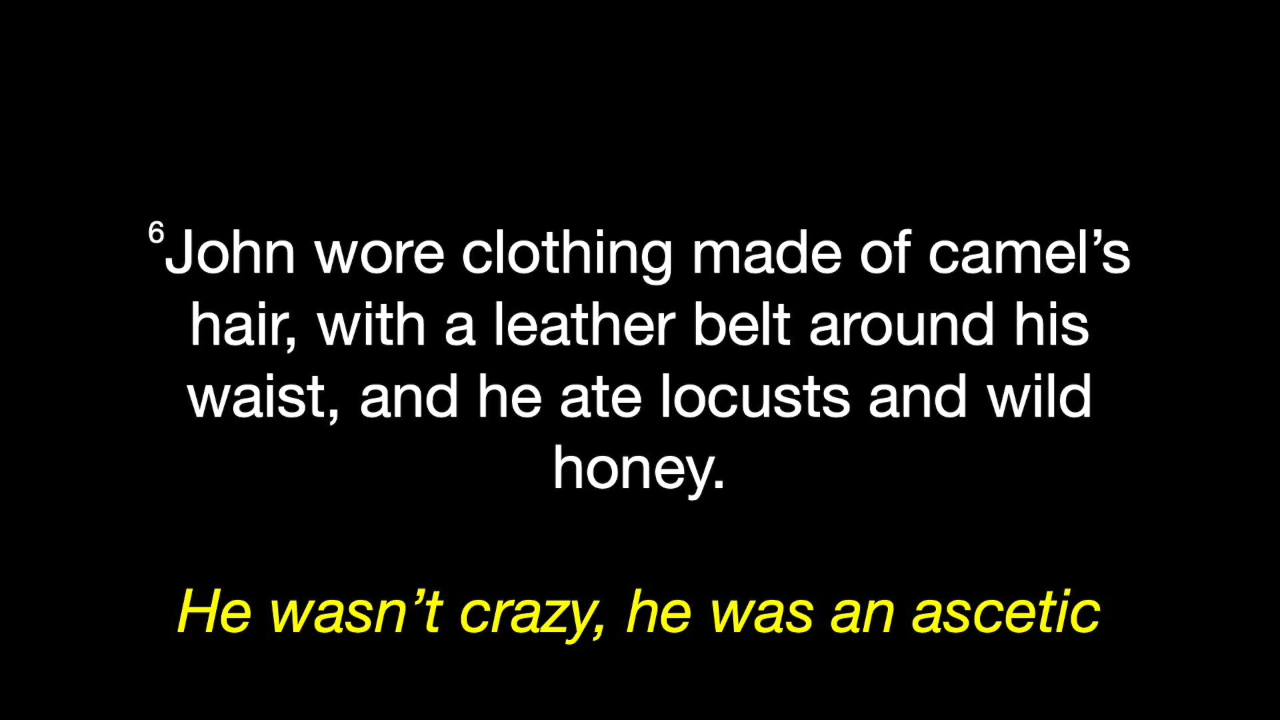 ⁶John wore clothing made of camel’s
hair, with a leather belt around his
waist, and he ate locusts and wild
honey.
He wasn’t crazy, he was an ascetic